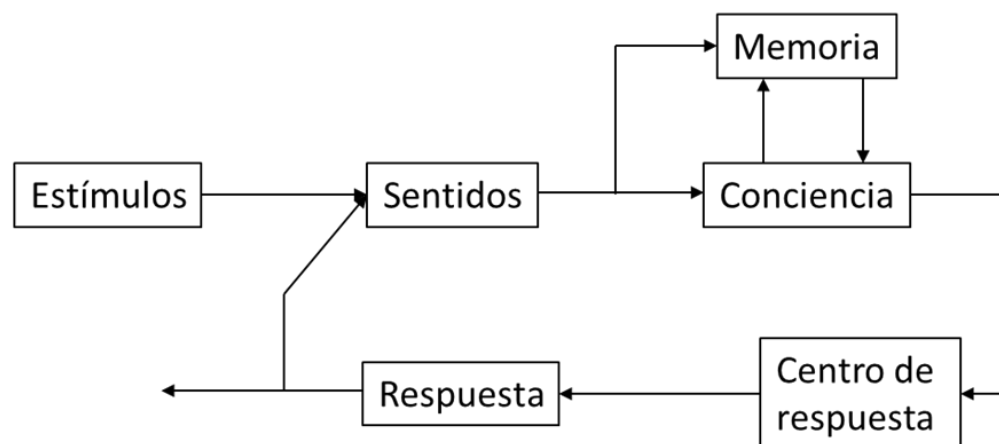 Memoria
Estímulos
Sentidos
Conciencia
Respuesta
Centro de
respuesta